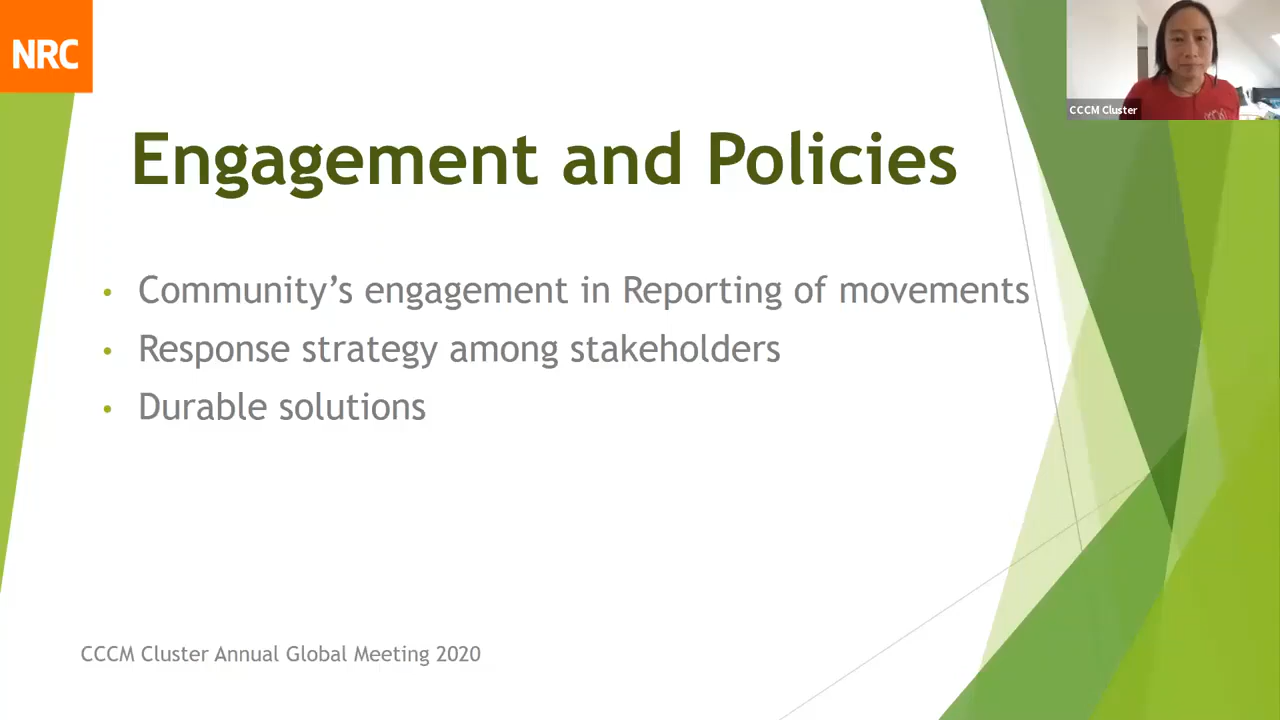 NRC
CCCM Cluster
Engagement and Policies
• Community’s engagement in Reporting of movements
• Response strategy among stakeholders
• Durable solutions
CCCM Cluster Annual Global Meeting 2020